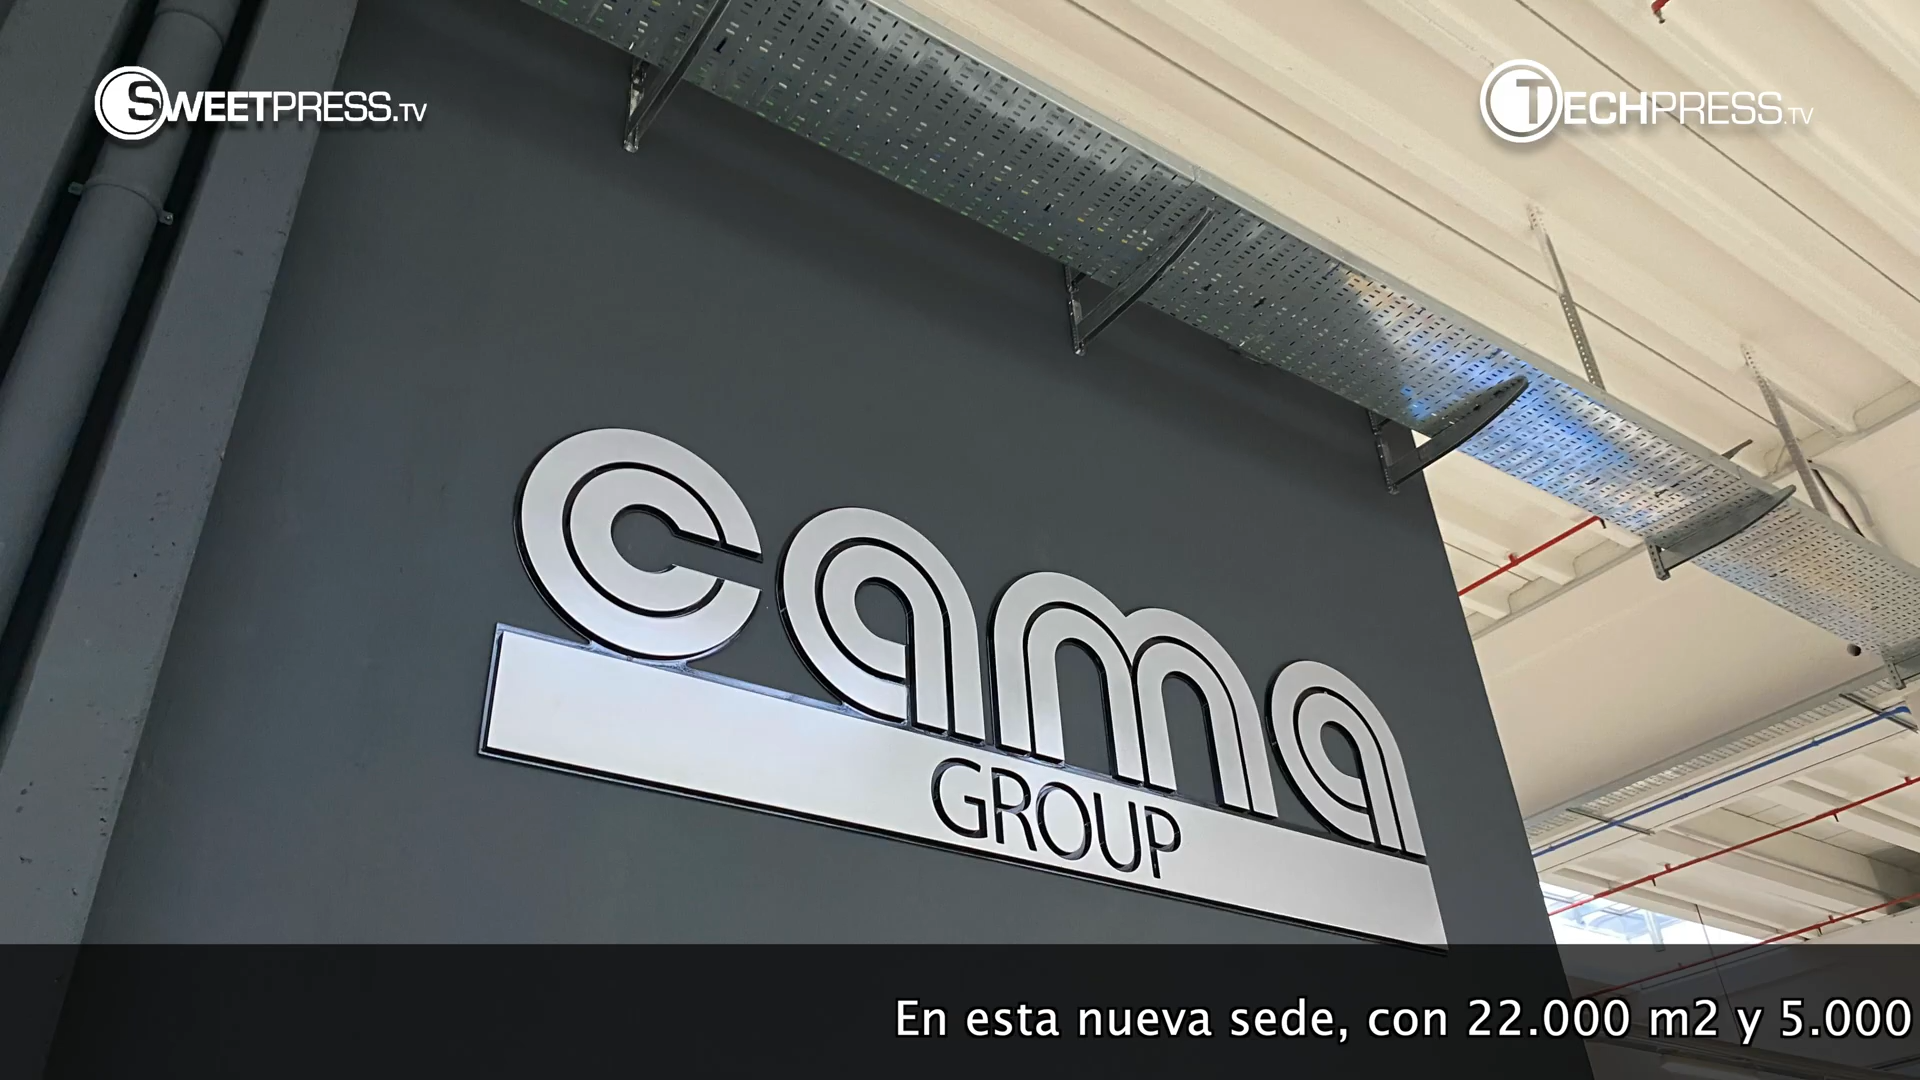 SWEETPRESS.TV
TECHPRESS.TV
cama
GROUP
En esta nueva sede, con 22.000 m2 y 5.000